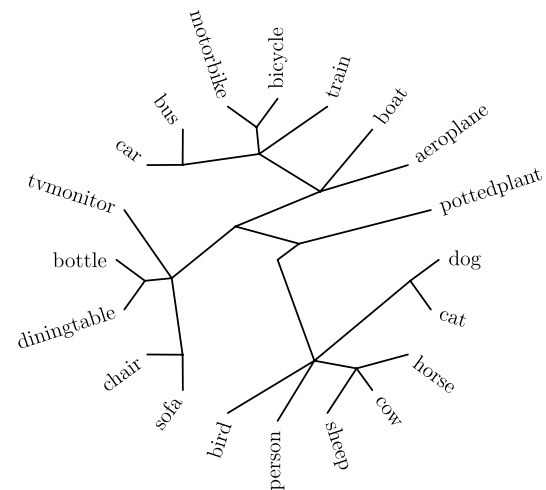 motorbike
bicycle
train
boat
bus
aeroplane
car
tvmonitor
pottedplant
bottle
dog
diningtable
cat
chair
horse
sofa
cow
bird
person
sheep